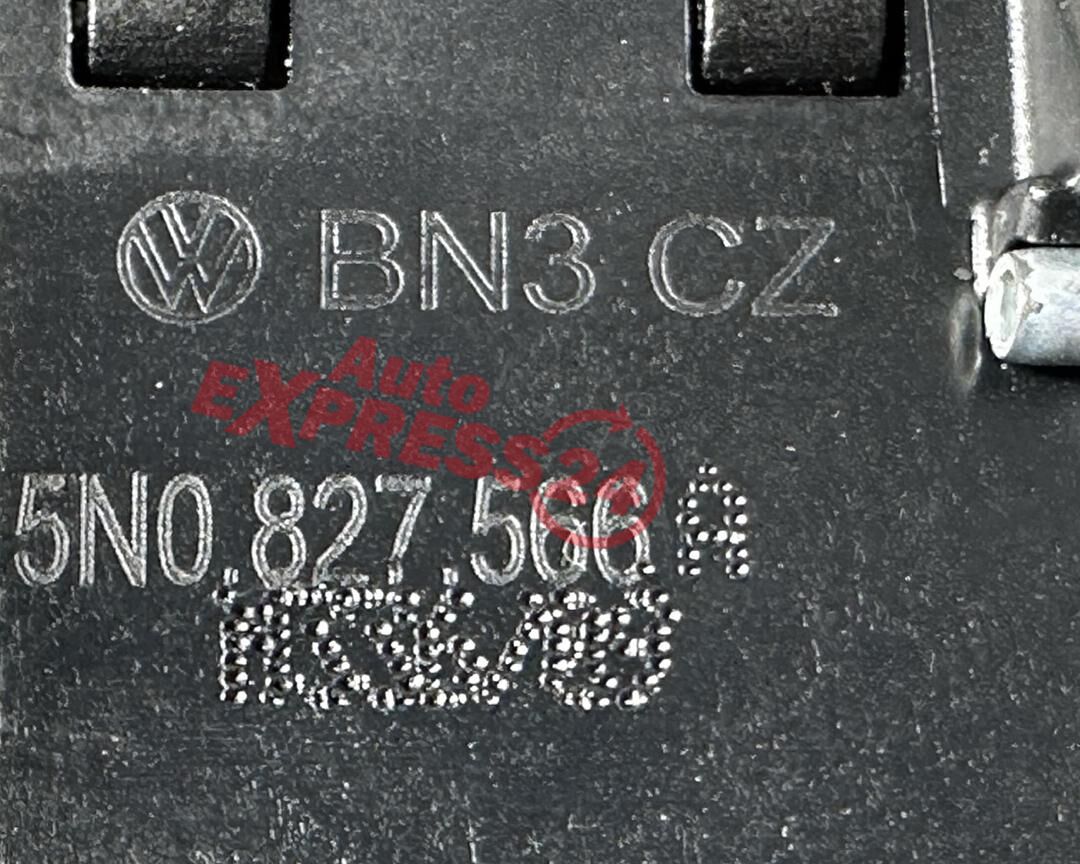 VW BN3 CZ
Auto
EXPRESS24
5N0 827 566 A